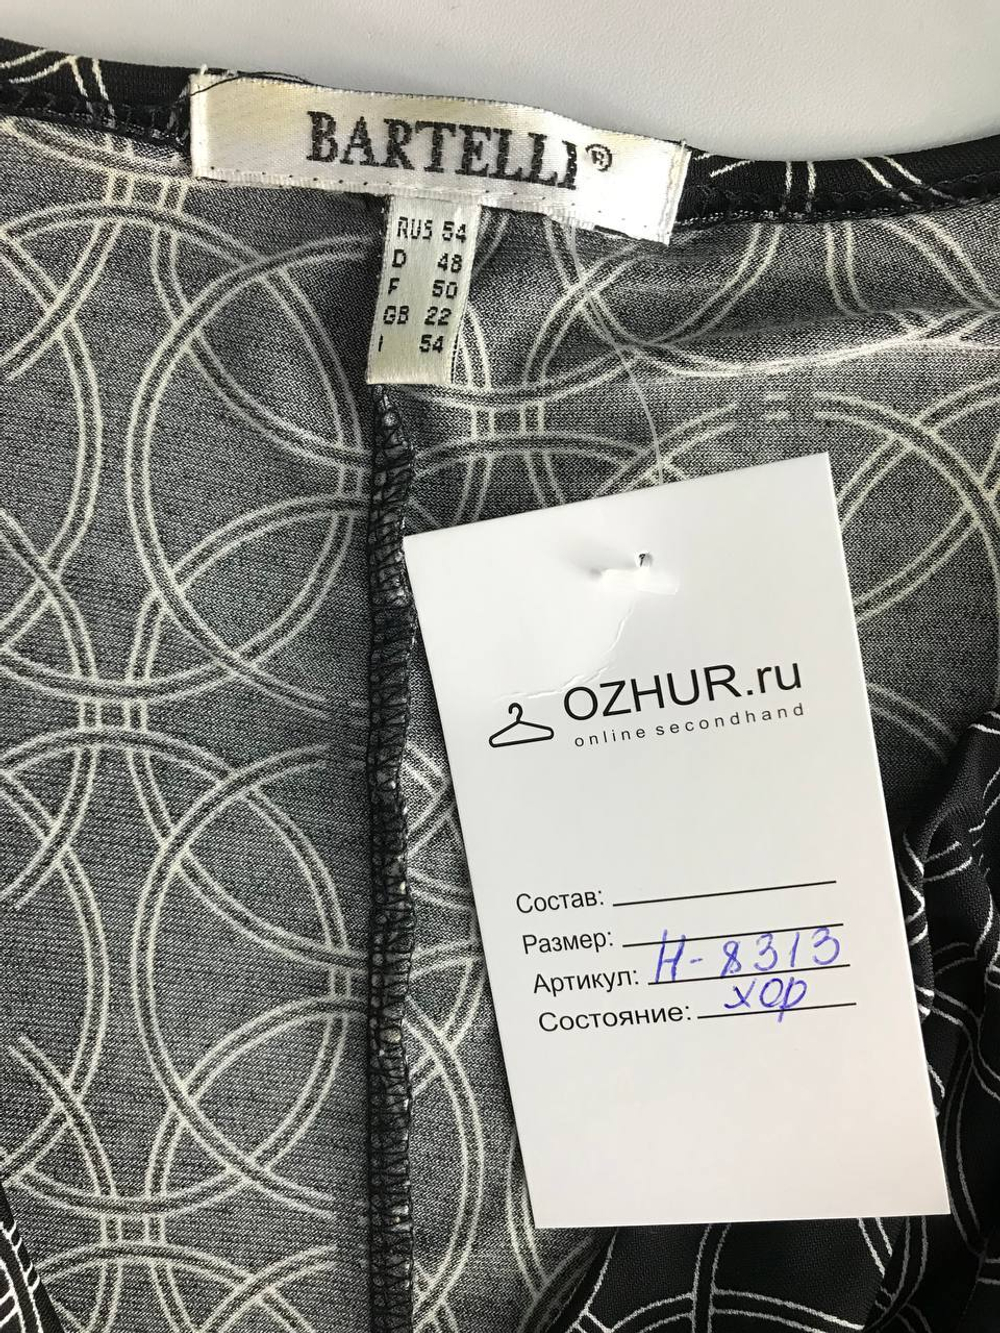 BARTELLI®
RUS 54
D 48
F 50
GB 22
I 54
OZHUR.ru
online secondhand
Состав:
Размер:
Артикул: Н-8313
Состояние: хор